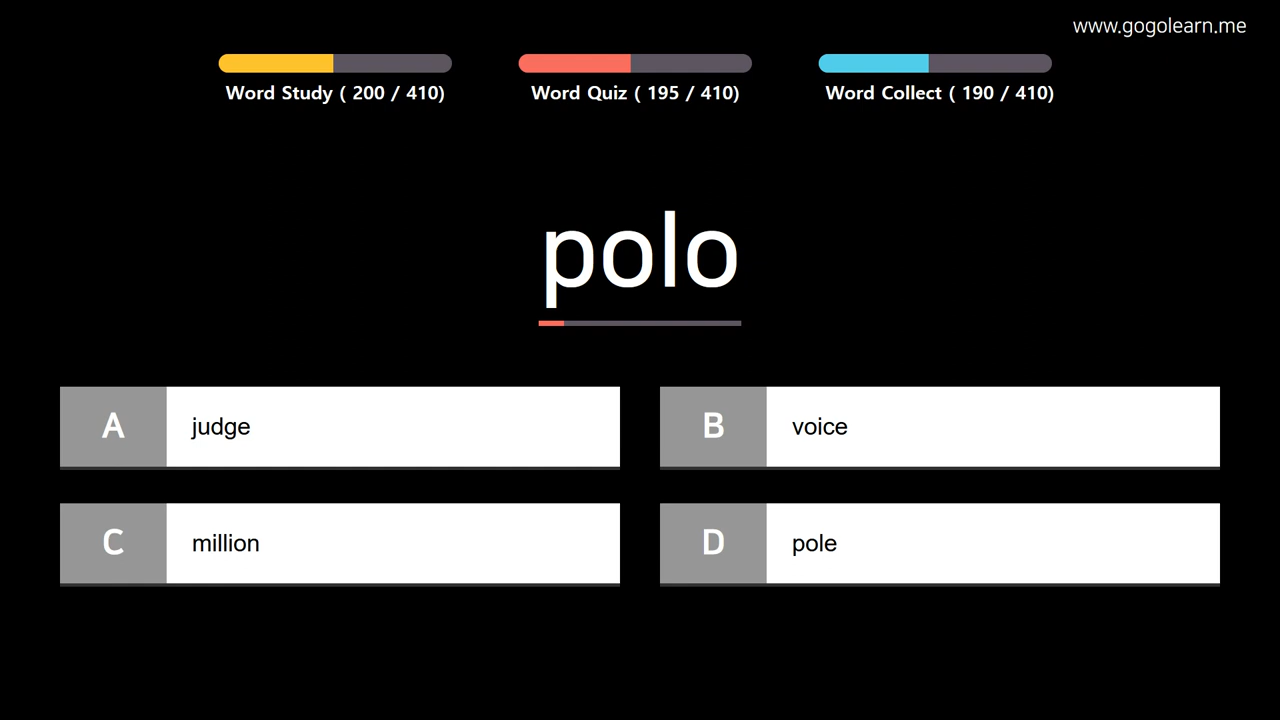 www.gogolearn.me
Word Study ( 200 / 410)
Word Quiz ( 195 / 410)
Word Collect ( 190 / 410)
polo
A judge
B voice
C million
D pole